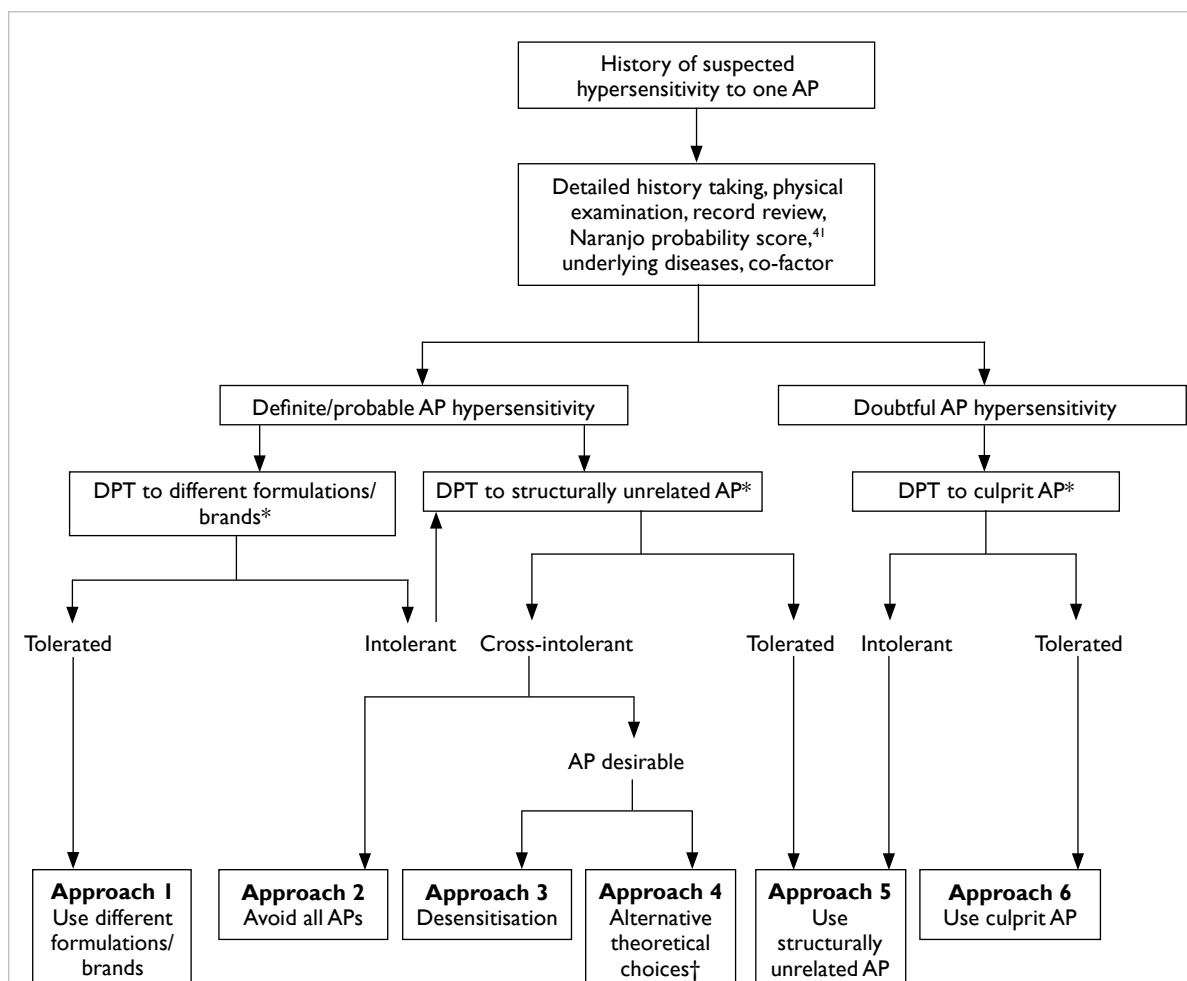 History of suspected
hypersensitivity to one AP
Detailed history taking, physical
examination, record review,
Naranjo probability score,41
underlying diseases, co-factor
Definite/probable AP hypersensitivity
Doubtful AP hypersensitivity
DPT to different formulations/
brands*
DPT to structurally unrelated AP*
DPT to culprit AP*
Tolerated
Intolerant
Cross-intolerant
Tolerated
Intolerant
Tolerated
AP desirable
Approach 1
Use different
formulations/
brands
Approach 2
Avoid all APs
Approach 3
Desensitisation
Approach 4
Alternative
theoretical
choices†
Approach 5
Use
structurally
unrelated AP
Approach 6
Use culprit AP